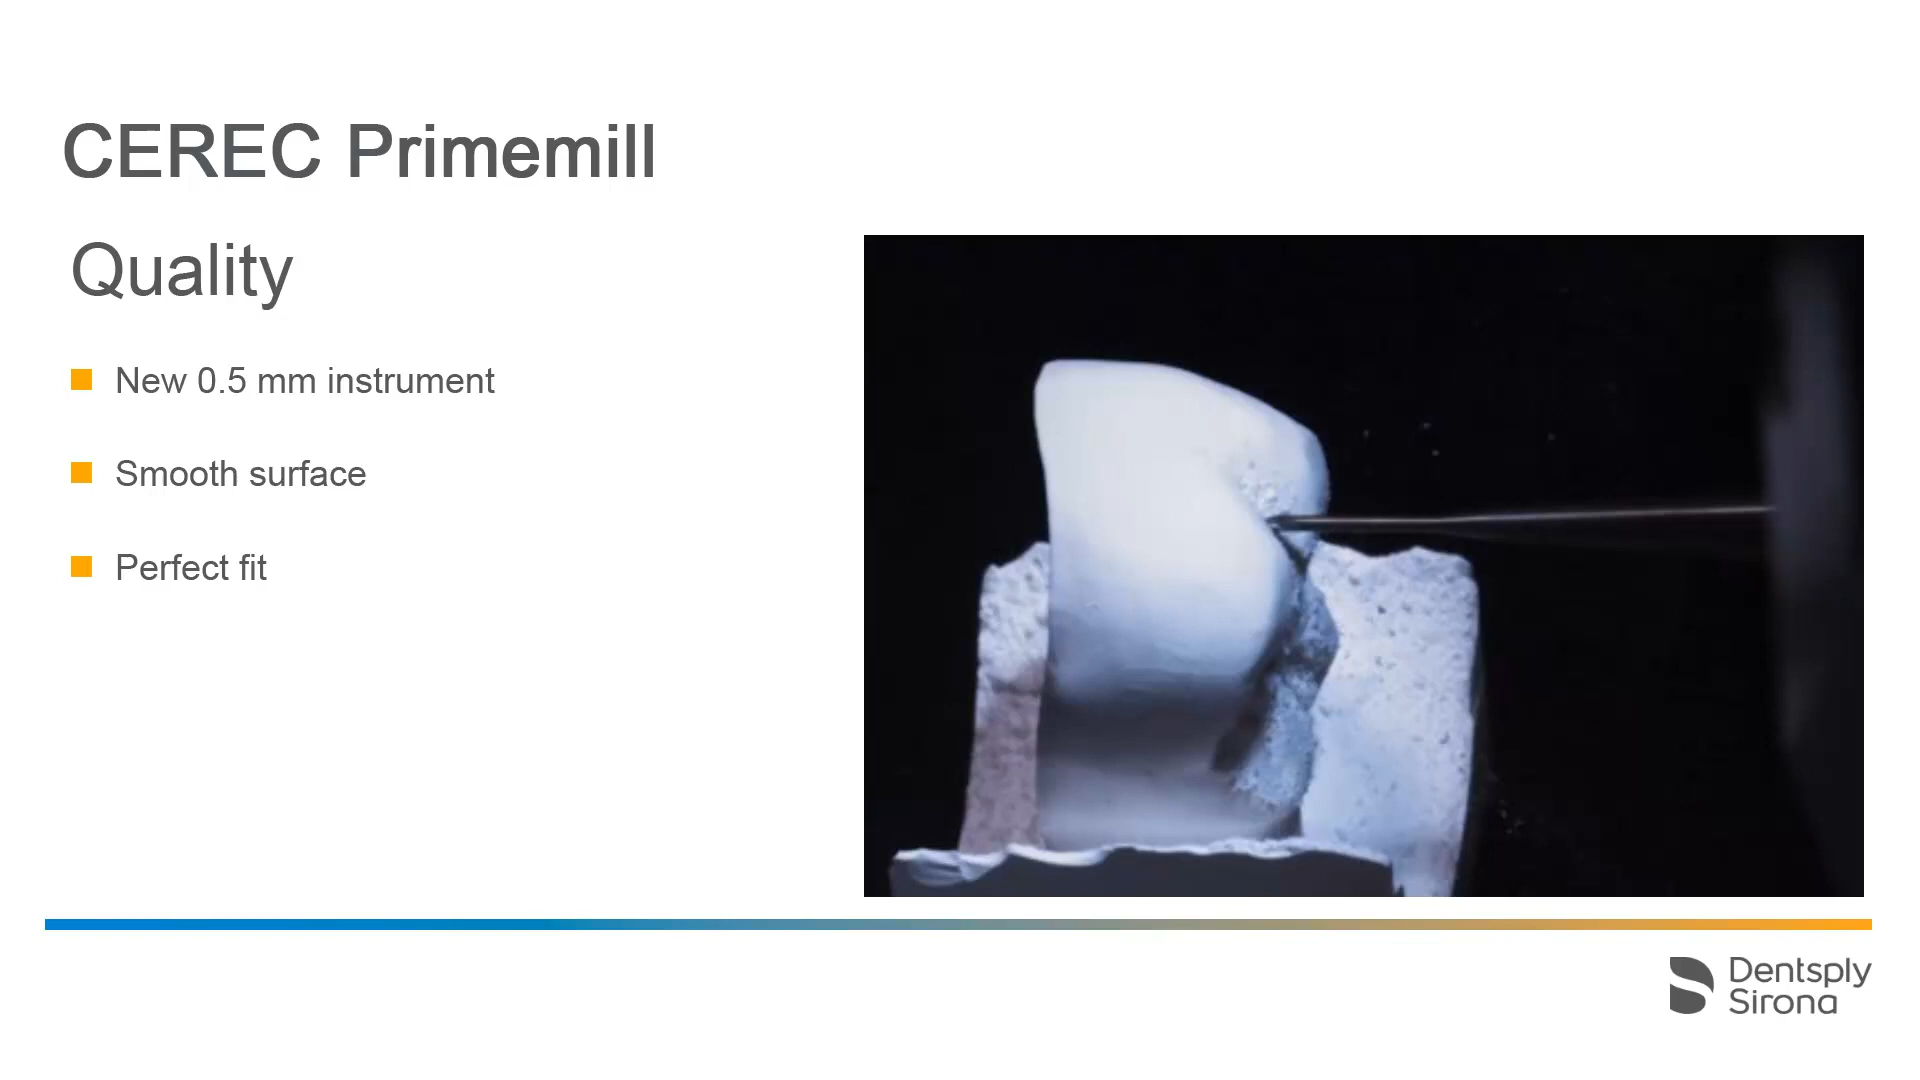 CEREC Primemill
Quality
New 0.5 mm instrument
Smooth surface
Perfect fit
Dentsply
Sirona